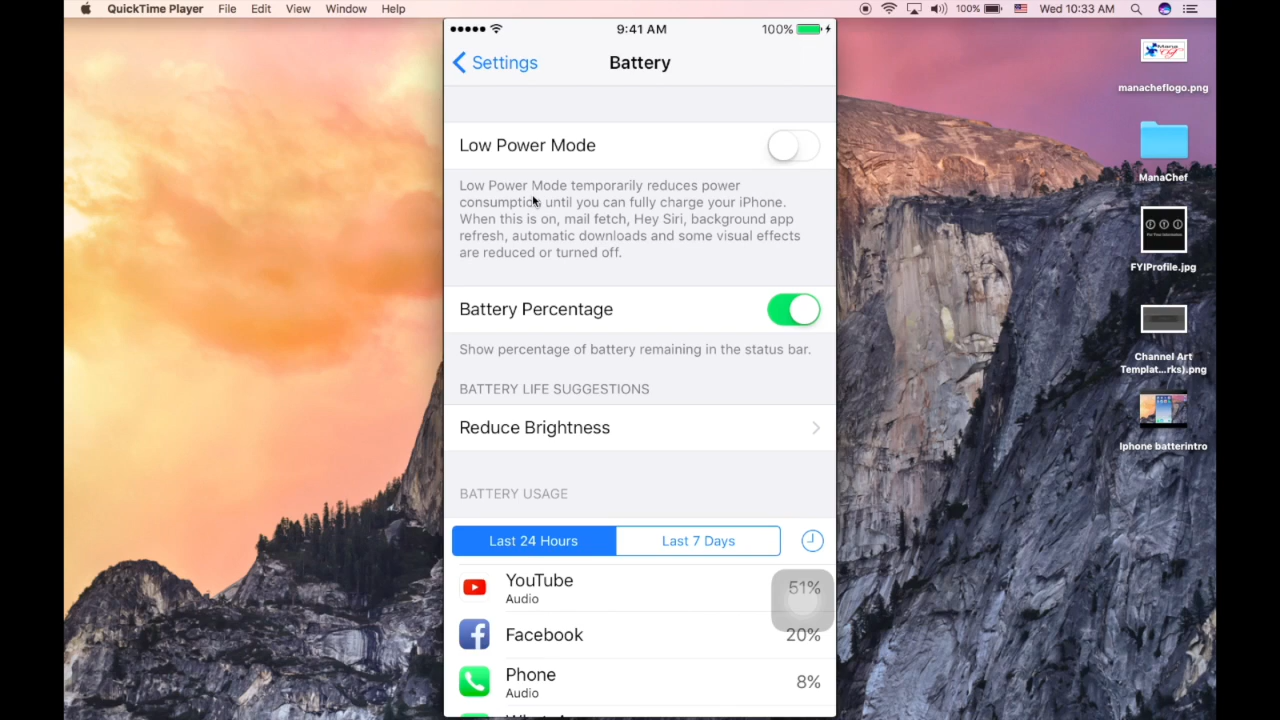 QuickTime Player File Edit View Window Help 100% Wed 10:33 AM
9:41 AM 100%
Settings Battery
Low Power Mode
Low Power Mode temporarily reduces power
consumption until you can fully charge your iPhone.
When this is on, mail fetch, Hey Siri, background app
refresh, automatic downloads and some visual effects
are reduced or turned off.
Battery Percentage
Show percentage of battery remaining in the status bar.
BATTERY LIFE SUGGESTIONS
Reduce Brightness
BATTERY USAGE
Last 24 Hours Last 7 Days
YouTube 51%
Audio
Facebook 20%
Phone 8%
Audio
manacheflogo.png
ManaChef
FYIProfile.jpg
Channel Art
Templat...rks).png
Iphone batterintro